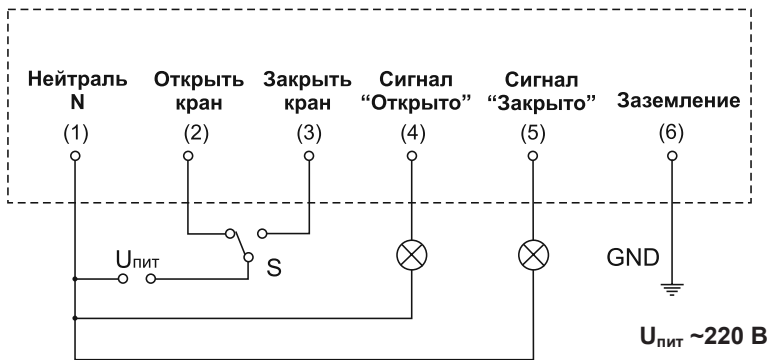 Нейтраль N
Открыть кран
Закрыть кран
Сигнал “Открыто”
Сигнал “Закрыто”
Заземление
(1) (2) (3) (4) (5) (6)
Uпит
S
GND
Uпит ~220 В